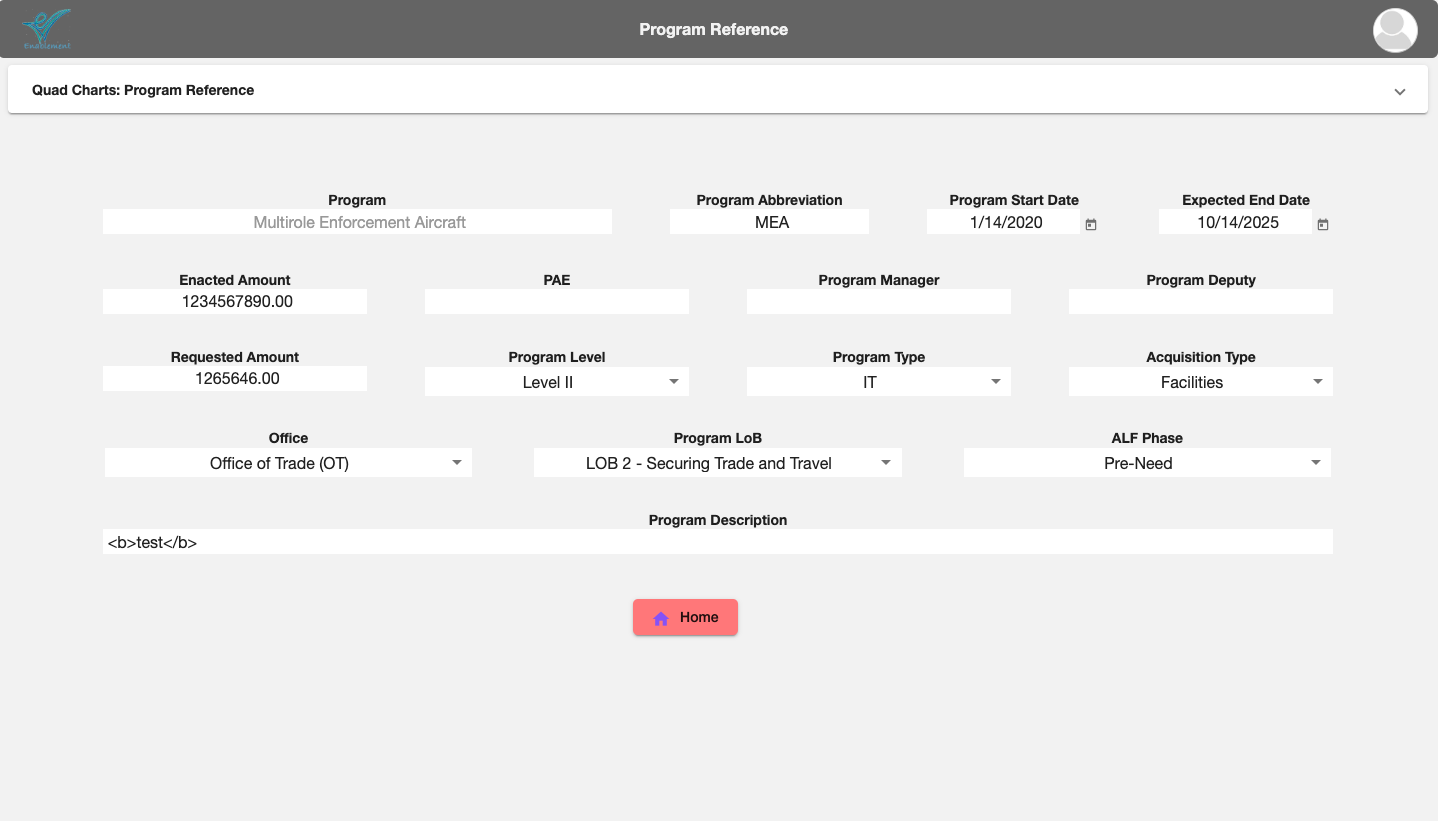 Enablement
Program Reference
Quad Charts: Program Reference
Program Program Abbreviation Program Start Date Expected End Date
Multirole Enforcement Aircraft MEA 1/14/2020 10/14/2025
Enacted Amount PAE Program Manager Program Deputy
1234567890.00
Requested Amount Program Level Program Type Acquisition Type
1265646.00 Level II IT Facilities
Office Program LoB ALF Phase
Office of Trade (OT) LOB 2 - Securing Trade and Travel Pre-Need
Program Description
<b>test</b>
Home